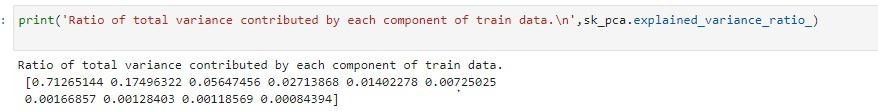 : print('Ratio of total variance contributed by each component of train data.\n',sk_pca.explained_variance_ratio_)
Ratio of total variance contributed by each component of train data.
[0.71265144 0.17496322 0.05647456 0.02713868 0.01402278 0.00725025
0.00166857 0.00128403 0.00118569 0.00084394]